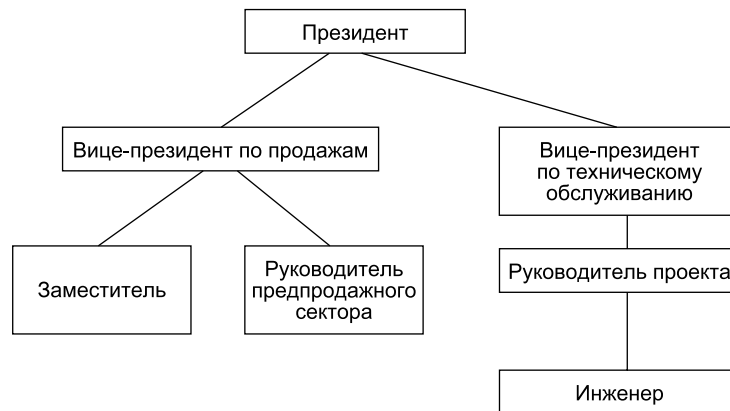 Президент
Вице-президент по продажам
Вице-президент
по техническому
обслуживанию
Заместитель
Руководитель
предпродажного
сектора
Руководитель проекта
Инженер